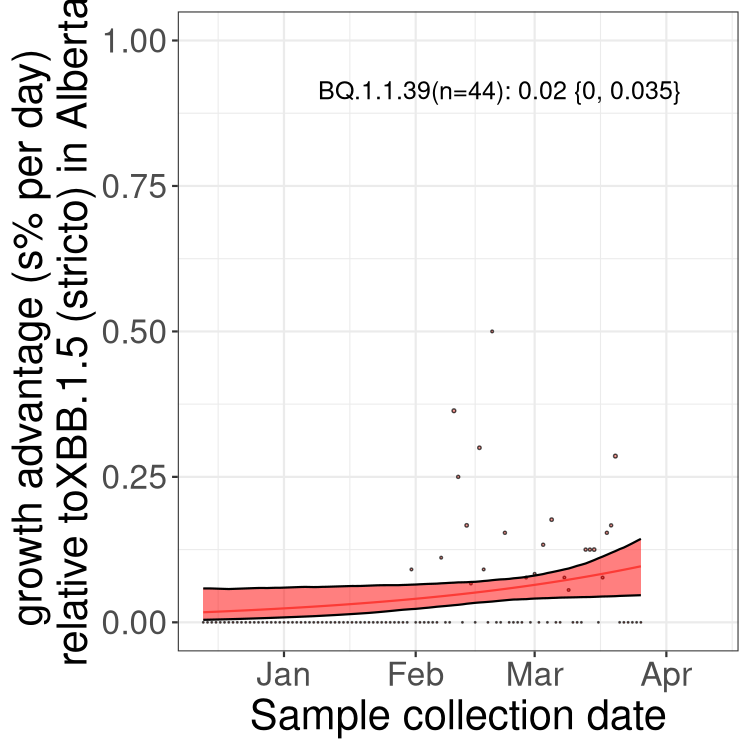 growth advantage (s% per day)
relative toXBB.1.5 (stricto) in Alberta
1.00
0.75
0.50
0.25
0.00
BQ.1.1.39(n=44): 0.02 {0, 0.035}
Jan Feb Mar Apr
Sample collection date